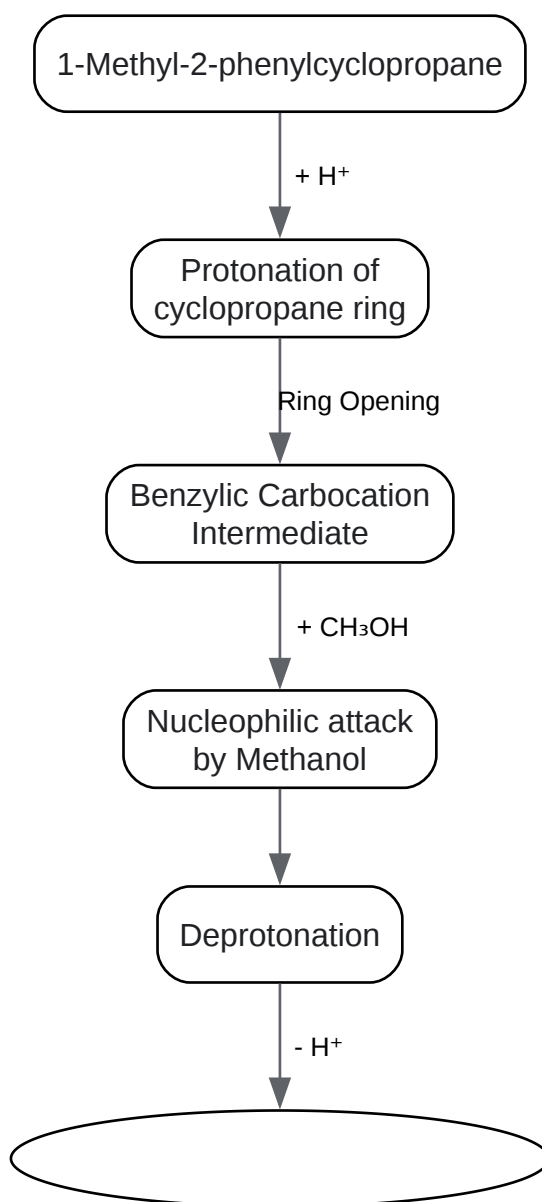 1-Methyl-2-phenylcyclopropane
+ H⁺
Protonation of
cyclopropane ring
Ring Opening
Benzylic Carbocation
Intermediate
+ CH₃OH
Nucleophilic attack
by Methanol
Deprotonation
- H⁺